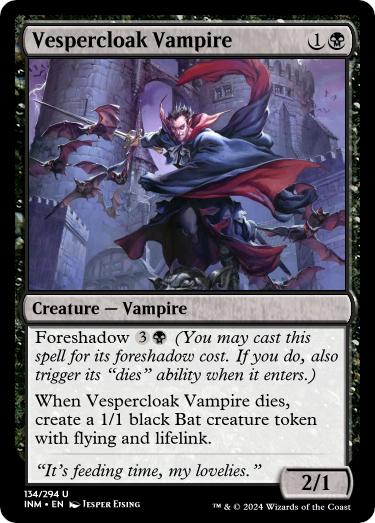 Vespercloak Vampire 1
Creature — Vampire
Foreshadow 3 (You may cast this
spell for its foreshadow cost. If you do, also
trigger its “dies” ability when it enters.)
When Vespercloak Vampire dies,
create a 1/1 black Bat creature token
with flying and lifelink.
“It’s feeding time, my lovelies.”
2/1
134/294 U
INM • EN Jesper Ejsing
™ & © 2024 Wizards of the Coast